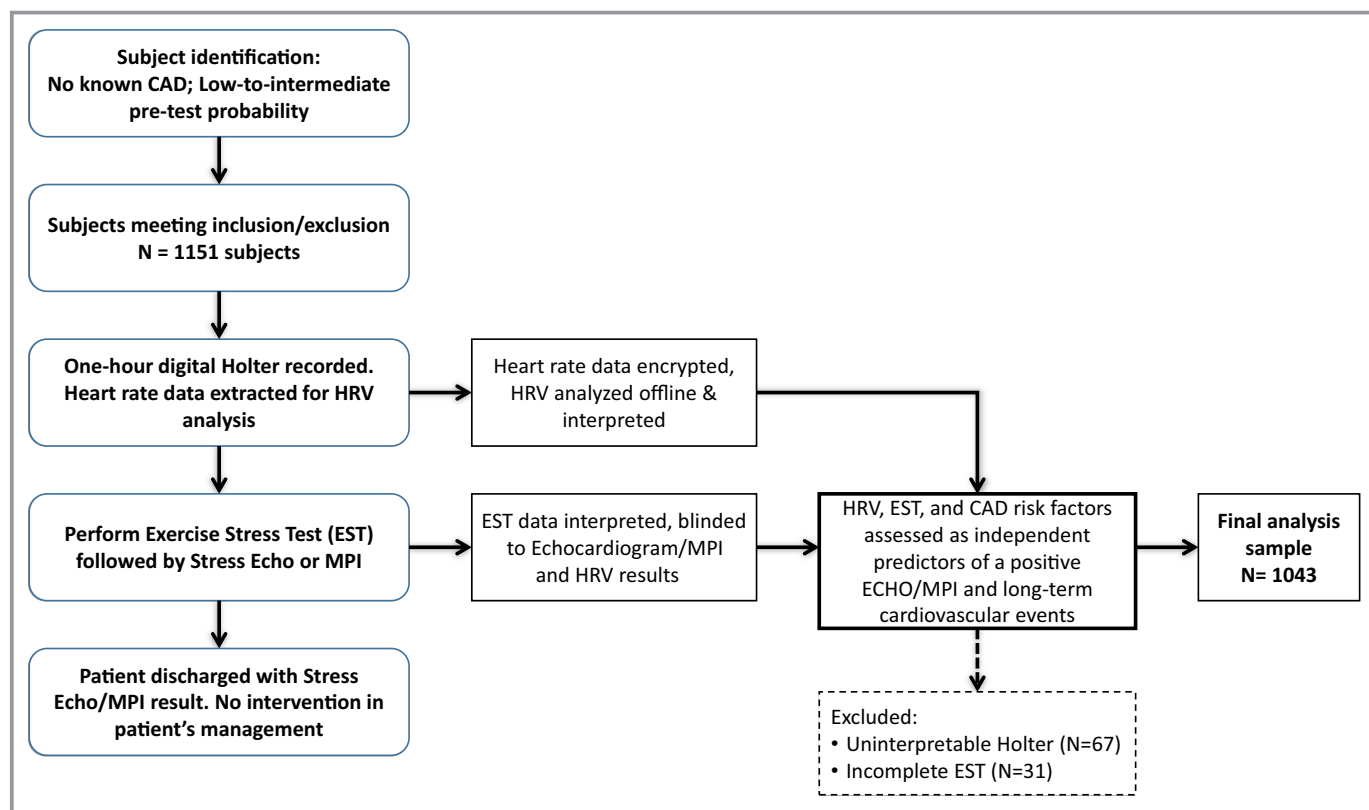 Subject identification:
No known CAD; Low-to-intermediate
pre-test probability
Subjects meeting inclusion/exclusion
N = 1151 subjects
One-hour digital Holter recorded.
Heart rate data extracted for HRV
analysis
Heart rate data encrypted,
HRV analyzed offline &
interpreted
Perform Exercise Stress Test (EST)
followed by Stress Echo or MPI
EST data interpreted, blinded
to Echocardiogram/MPI
and HRV results
HRV, EST, and CAD risk factors
assessed as independent
predictors of a positive
ECHO/MPI and long-term
cardiovascular events
Final analysis
sample
N= 1043
Patient discharged with Stress
Echo/MPI result. No intervention in
patient’s management
Excluded:
• Uninterpretable Holter (N=67)
• Incomplete EST (N=31)